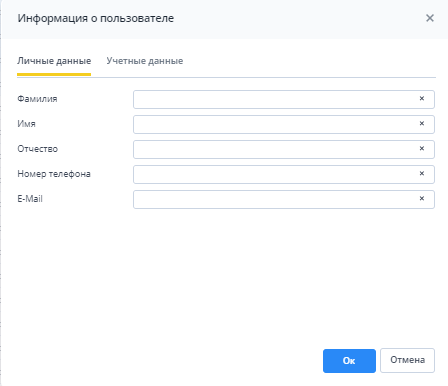 Информация о пользователе
Личные данные Учетные данные
Фамилия
Имя
Отчество
Номер телефона
E-Mail
Ок Отмена